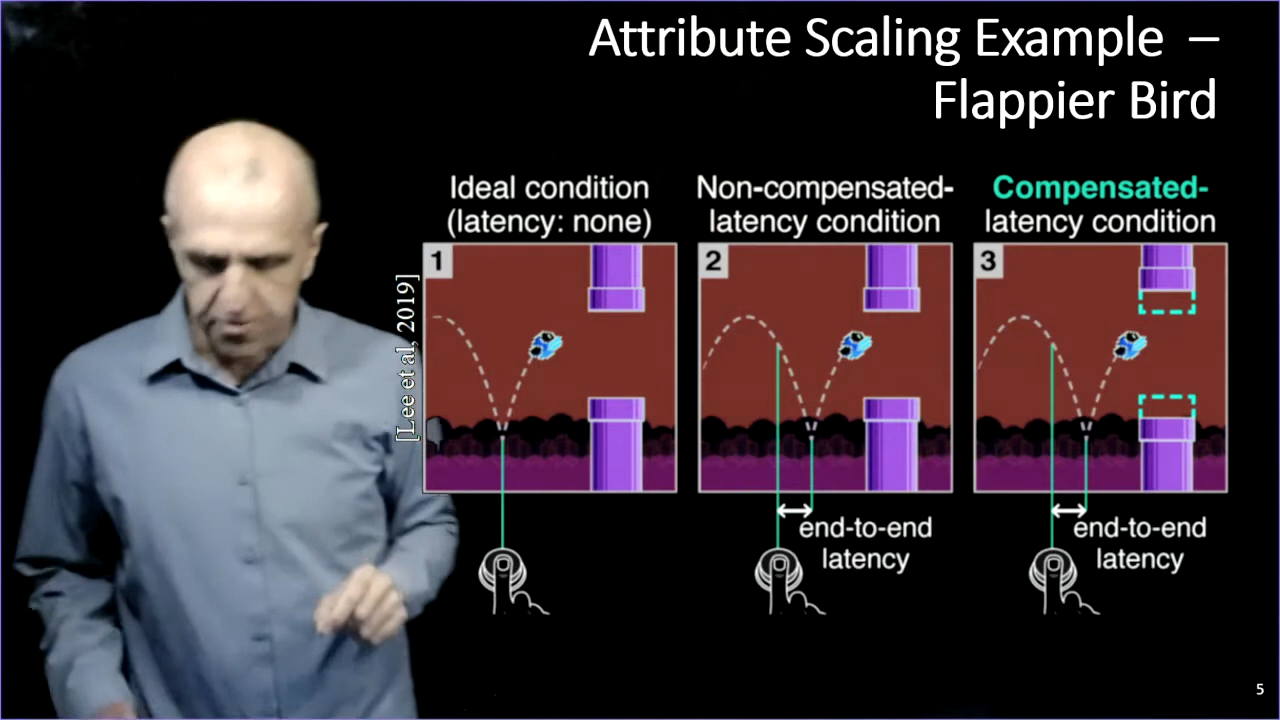 Attribute Scaling Example –
Flappier Bird
Ideal condition
(latency: none)
Non-compensated-
latency condition
Compensated-
latency condition
1
2
3
[Lee et al, 2019]
end-to-end
latency
end-to-end
latency
5